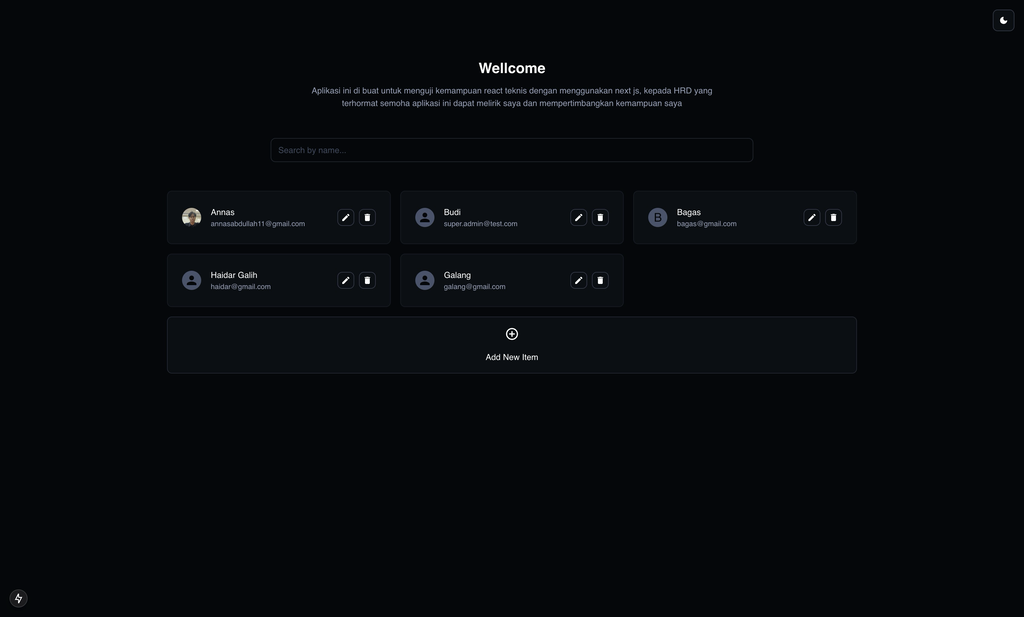 Wellcome
Aplikasi ini di buat untuk menguji kemampuan react teknis dengan menggunakan next js, kepada HRD yang
terhormat semoha aplikasi ini dapat melirik saya dan mempertimbangkan kemampuan saya
Search by name...
Annas
annasabdullah11@gmail.com
Budi
super.admin@test.com
B
Bagas
bagas@gmail.com
Haidar Galih
haidar@gmail.com
Galang
galang@gmail.com
Add New Item